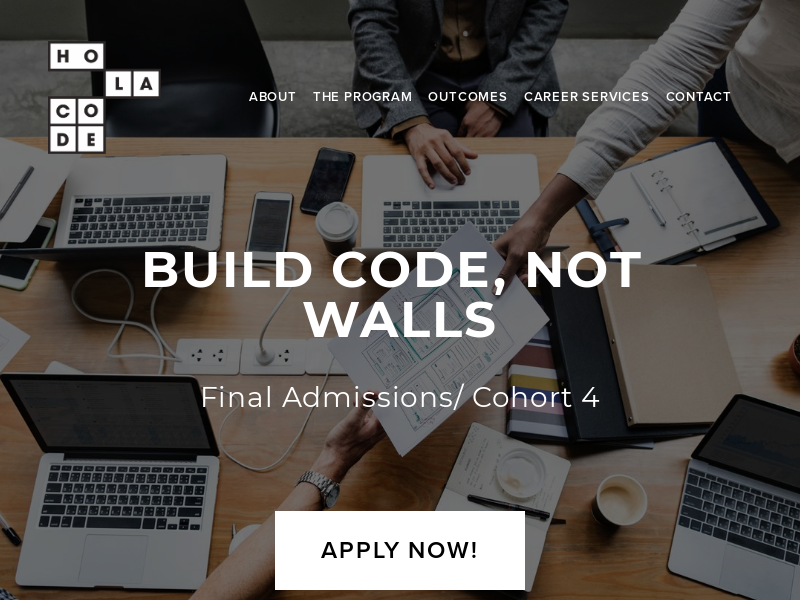 HO
LA
CO
DE
ABOUT THE PROGRAM OUTCOMES CAREER SERVICES CONTACT
BUILD CODE, NOT
WALLS
Final Admissions/ Cohort 4
APPLY NOW!